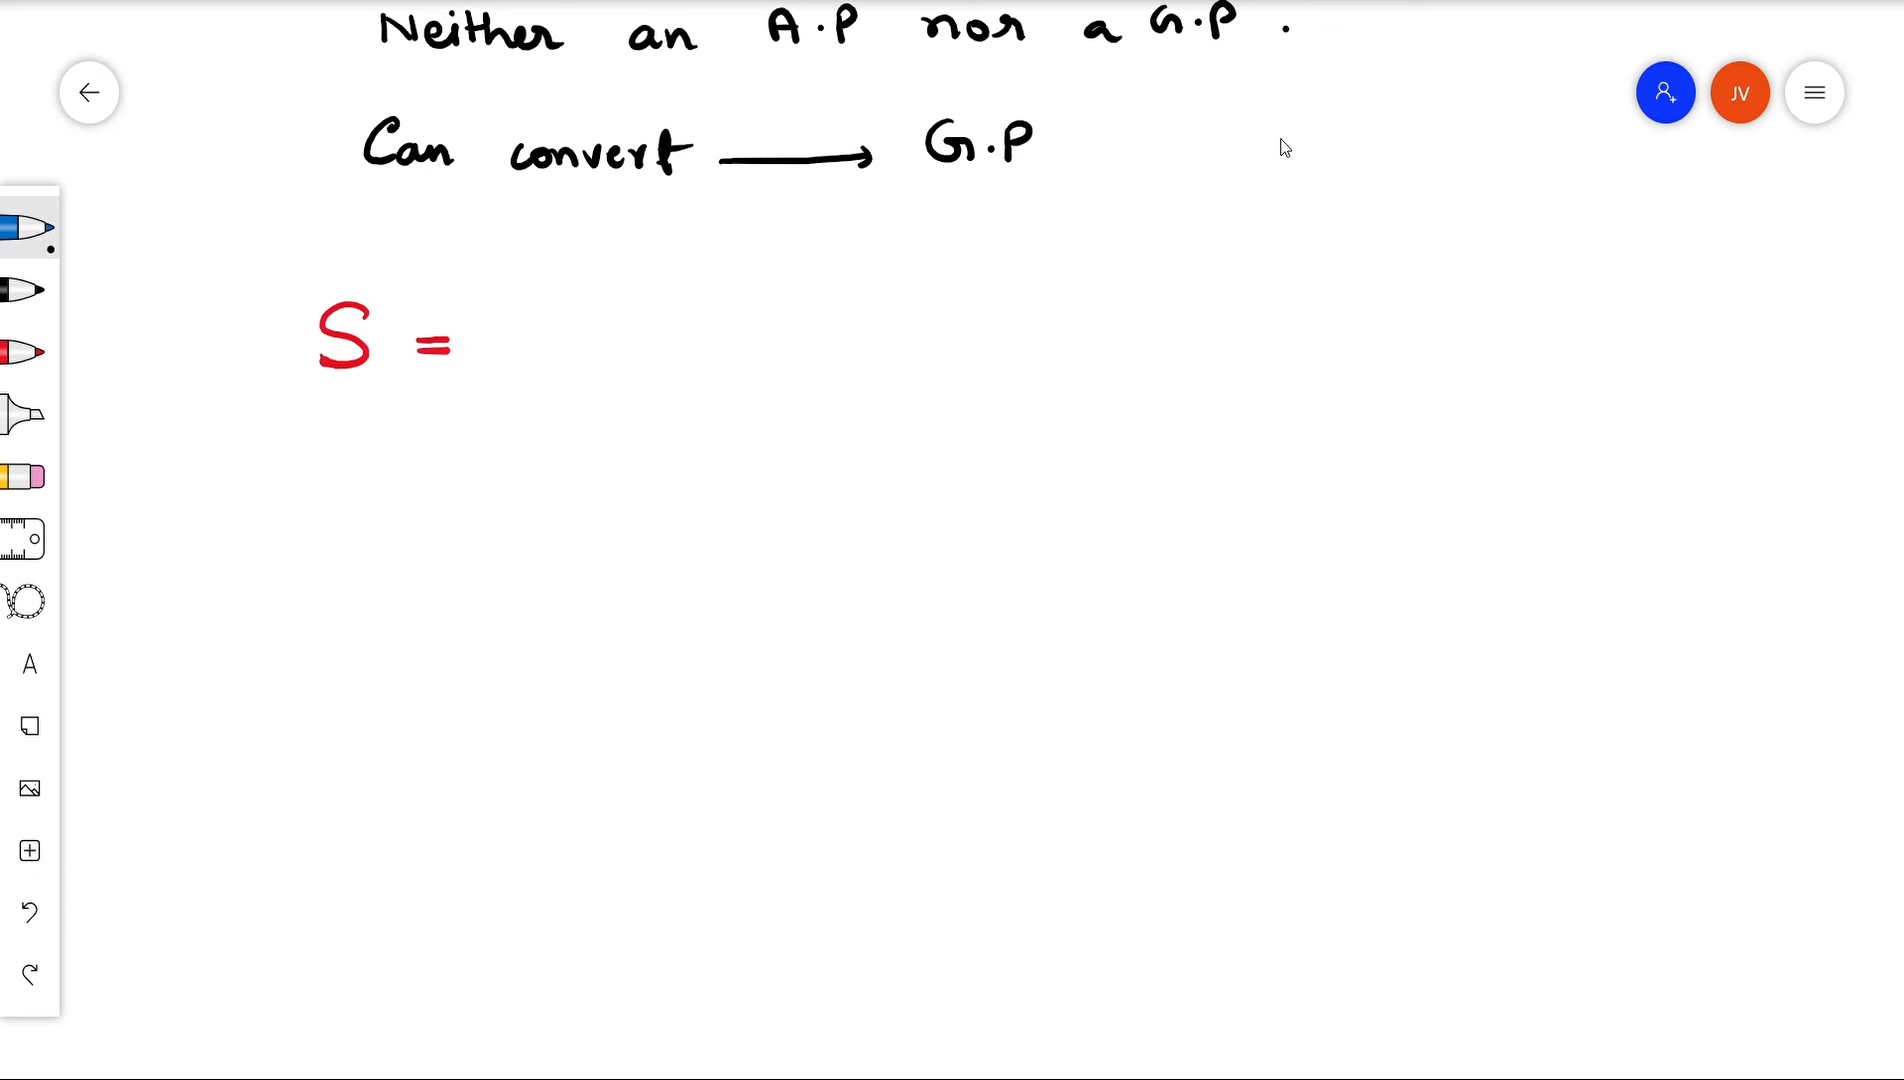 Neither an A.P nor a G.P .
JV
Can convert → G.P
S =
A